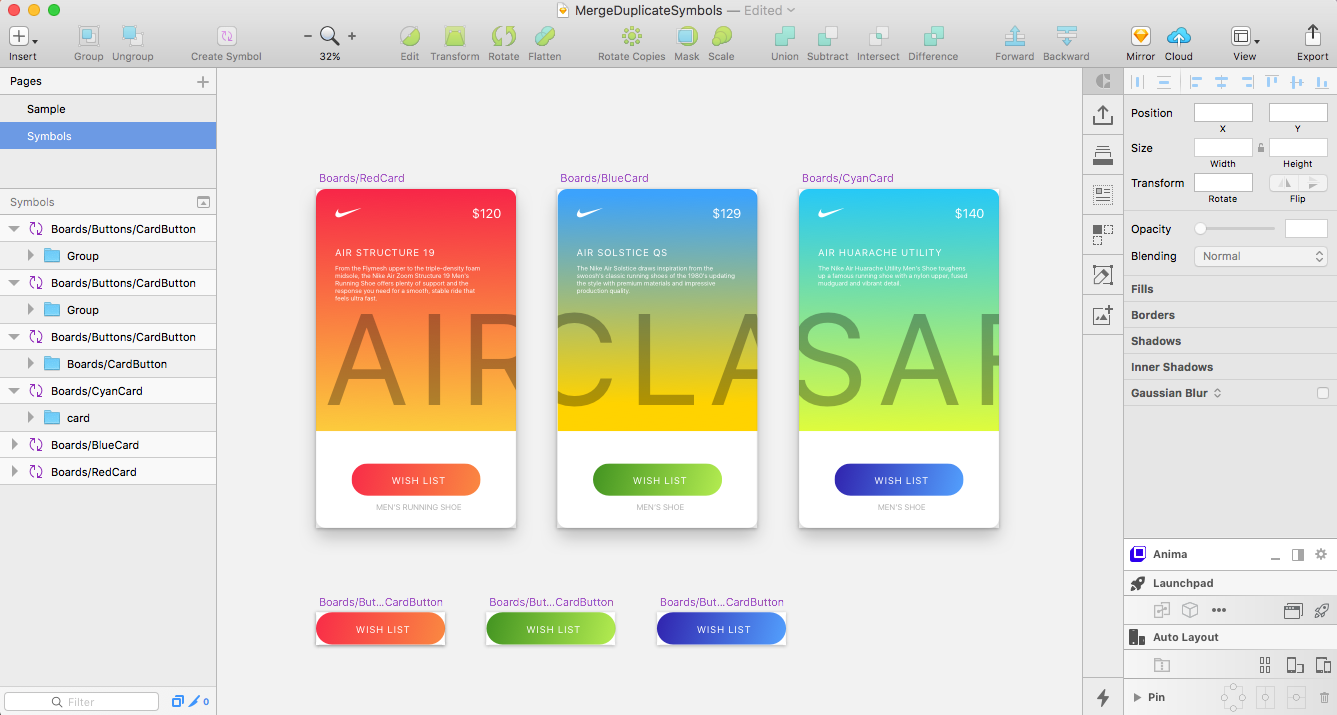 MergeDuplicateSymbols — Edited
Insert
Group
Ungroup
Create Symbol
32%
Edit
Transform
Rotate
Flatten
Rotate Copies
Mask
Scale
Union
Subtract
Intersect
Difference
Forward
Backward
Mirror
Cloud
View
Export
Pages
Sample
Symbols
Symbols
Boards/Buttons/CardButton
Group
Boards/Buttons/CardButton
Group
Boards/Buttons/CardButton
Boards/CardButton
Boards/CyanCard
card
Boards/BlueCard
Boards/RedCard
Filter
0
Boards/RedCard
$120
AIR STRUCTURE 19
From the Flymesh upper to the triple-density foam
midsole, the Nike Air Zoom Structure 19 Men's
Running Shoe offers plenty of support and the
response you need for a smooth, stable ride that
feels ultra fast.
AIR
WISH LIST
MEN'S RUNNING SHOE
Boards/BlueCard
$129
AIR SOLSTICE QS
The Nike Air Solstice draws inspiration from the
swoosh's classic running shoes of the 1980's updating
the style with premium materials and impressive
production quality.
CLA
WISH LIST
MEN'S SHOE
Boards/CyanCard
$140
AIR HUARACHE UTILITY
The Nike Air Huarache Utility Men's Shoe toughens
up a famous running shoe with a nylon upper, fused
mudguard and vibrant detail.
SAF
WISH LIST
MEN'S SHOE
Boards/But...CardButton
WISH LIST
Boards/But...CardButton
WISH LIST
Boards/But...CardButton
WISH LIST
Position
X
Y
Size
Width
Height
Transform
Rotate
Flip
Opacity
Blending
Normal
Fills
Borders
Shadows
Inner Shadows
Gaussian Blur
Anima
Launchpad
Auto Layout
Pin